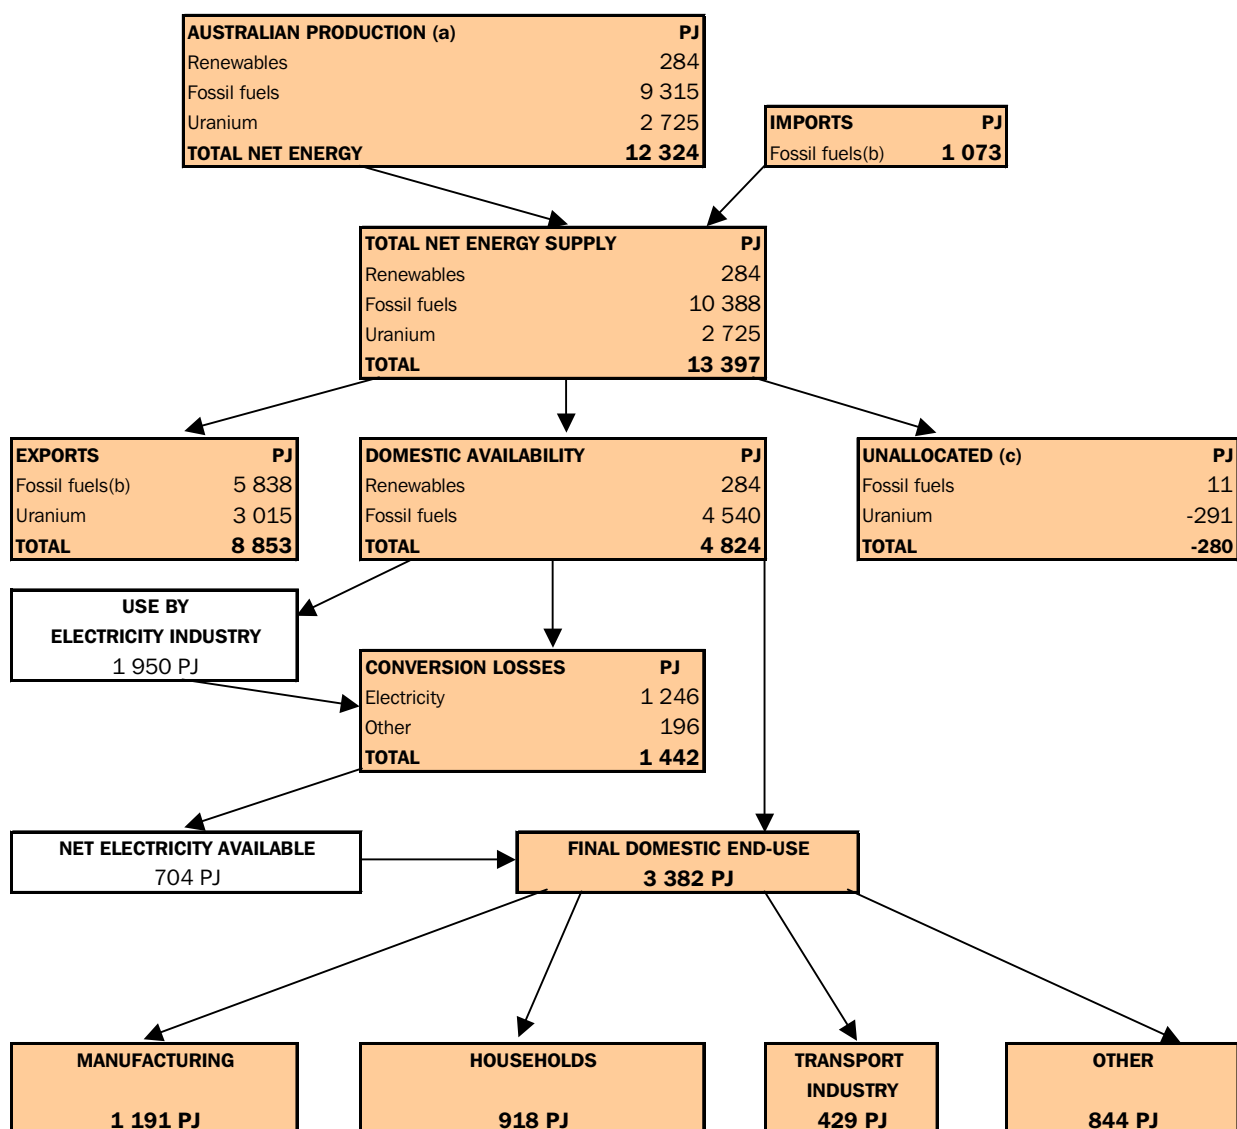 AUSTRALIAN PRODUCTION (a) PJ
Renewables 284
Fossil fuels 9 315
Uranium 2 725
TOTAL NET ENERGY 12 324
IMPORTS PJ
Fossil fuels(b) 1 073
TOTAL NET ENERGY SUPPLY PJ
Renewables 284
Fossil fuels 10 388
Uranium 2 725
TOTAL 13 397
EXPORTS PJ
Fossil fuels(b) 5 838
Uranium 3 015
TOTAL 8 853
DOMESTIC AVAILABILITY PJ
Renewables 284
Fossil fuels 4 540
TOTAL 4 824
UNALLOCATED (c) PJ
Fossil fuels 11
Uranium -291
TOTAL -280
USE BY
ELECTRICITY INDUSTRY
1 950 PJ
CONVERSION LOSSES PJ
Electricity 1 246
Other 196
TOTAL 1 442
NET ELECTRICITY AVAILABLE
704 PJ
FINAL DOMESTIC END-USE
3 382 PJ
MANUFACTURING
1 191 PJ
HOUSEHOLDS
918 PJ
TRANSPORT
INDUSTRY
429 PJ
OTHER
844 PJ